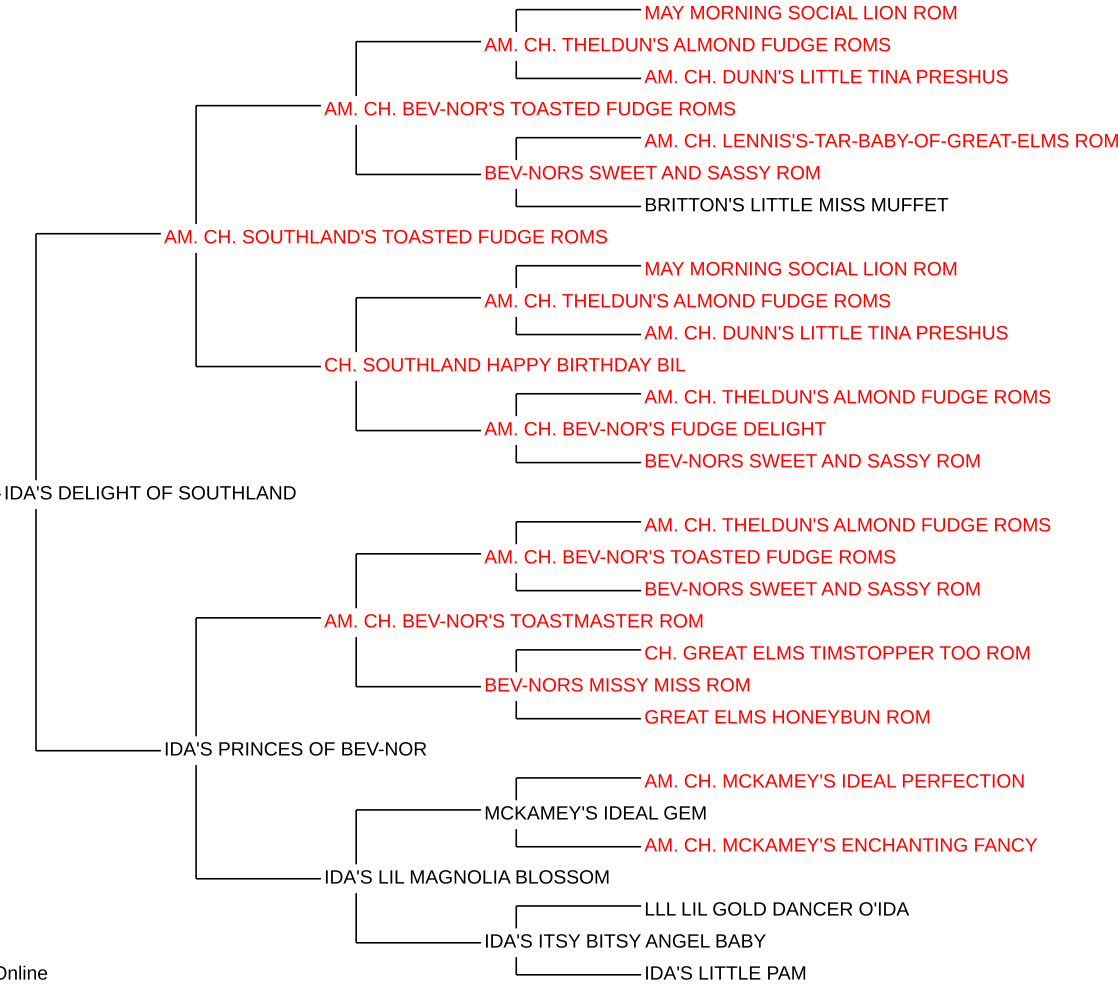 MAY MORNING SOCIAL LION ROM
AM. CH. THELDUN'S ALMOND FUDGE ROMS
AM. CH. DUNN'S LITTLE TINA PRESHUS
AM. CH. BEV-NOR'S TOASTED FUDGE ROMS
AM. CH. LENNIS'S-TAR-BABY-OF-GREAT-ELMS ROM
BEV-NORS SWEET AND SASSY ROM
BRITTON'S LITTLE MISS MUFFET
AM. CH. SOUTHLAND'S TOASTED FUDGE ROMS
MAY MORNING SOCIAL LION ROM
AM. CH. THELDUN'S ALMOND FUDGE ROMS
AM. CH. DUNN'S LITTLE TINA PRESHUS
CH. SOUTHLAND HAPPY BIRTHDAY BIL
AM. CH. THELDUN'S ALMOND FUDGE ROMS
AM. CH. BEV-NOR'S FUDGE DELIGHT
BEV-NORS SWEET AND SASSY ROM
IDA'S DELIGHT OF SOUTHLAND
AM. CH. THELDUN'S ALMOND FUDGE ROMS
AM. CH. BEV-NOR'S TOASTED FUDGE ROMS
BEV-NORS SWEET AND SASSY ROM
AM. CH. BEV-NOR'S TOASTMASTER ROM
CH. GREAT ELMS TIMSTOPPER TOO ROM
BEV-NORS MISSY MISS ROM
GREAT ELMS HONEYBUN ROM
IDA'S PRINCES OF BEV-NOR
AM. CH. MCKAMEY'S IDEAL PERFECTION
MCKAMEY'S IDEAL GEM
AM. CH. MCKAMEY'S ENCHANTING FANCY
IDA'S LIL MAGNOLIA BLOSSOM
LLL LIL GOLD DANCER O'IDA
IDA'S ITSY BITSY ANGEL BABY
IDA'S LITTLE PAM
Online